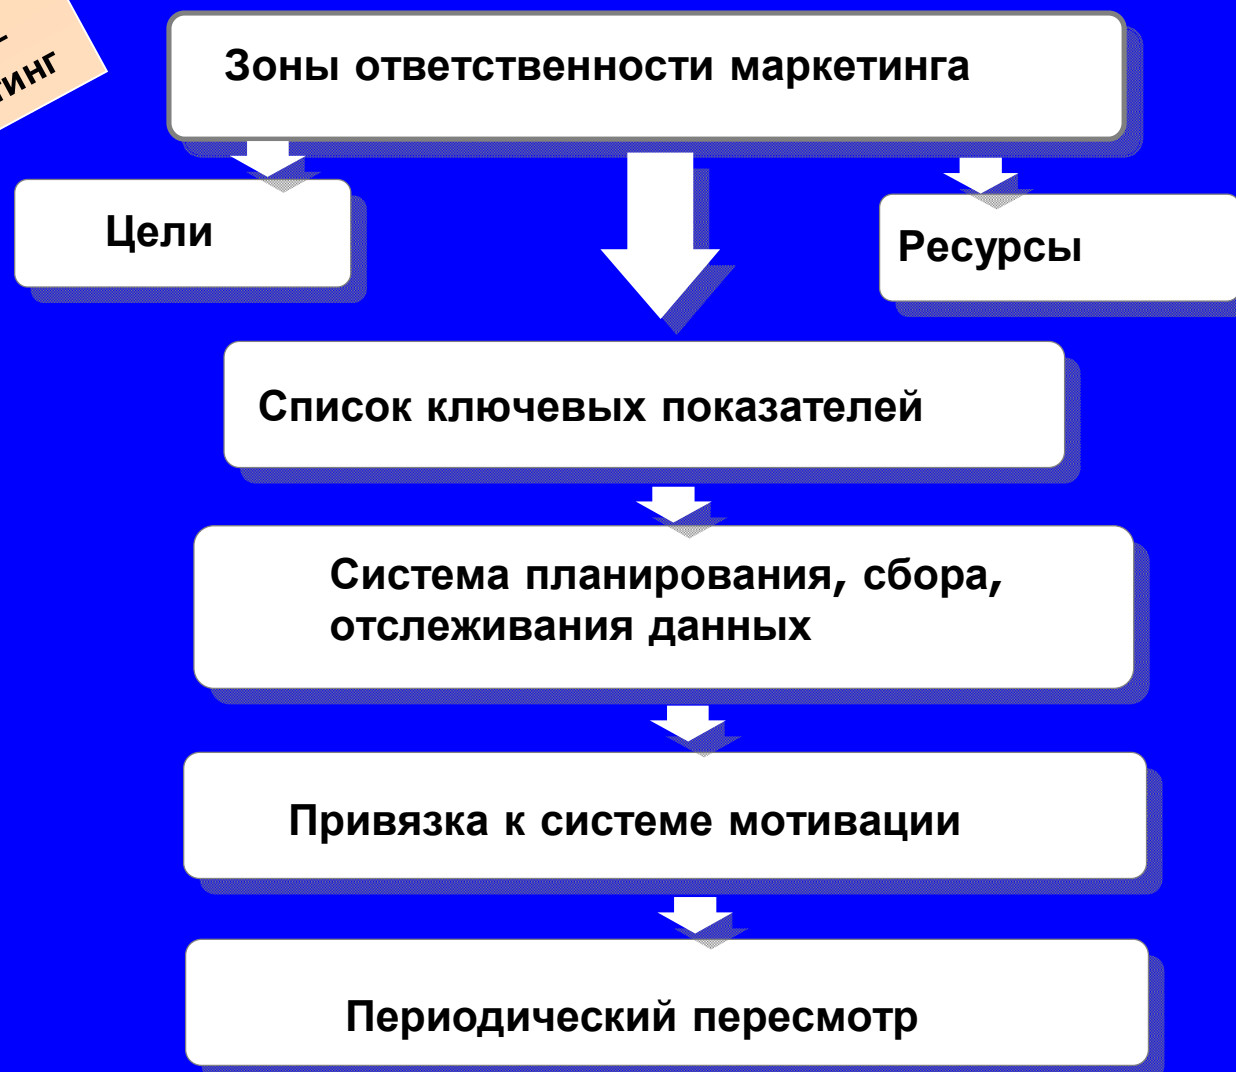 Зоны ответственности маркетинга
Цели
Ресурсы
Список ключевых показателей
Система планирования, сбора,
отслеживания данных
Привязка к системе мотивации
Периодический пересмотр